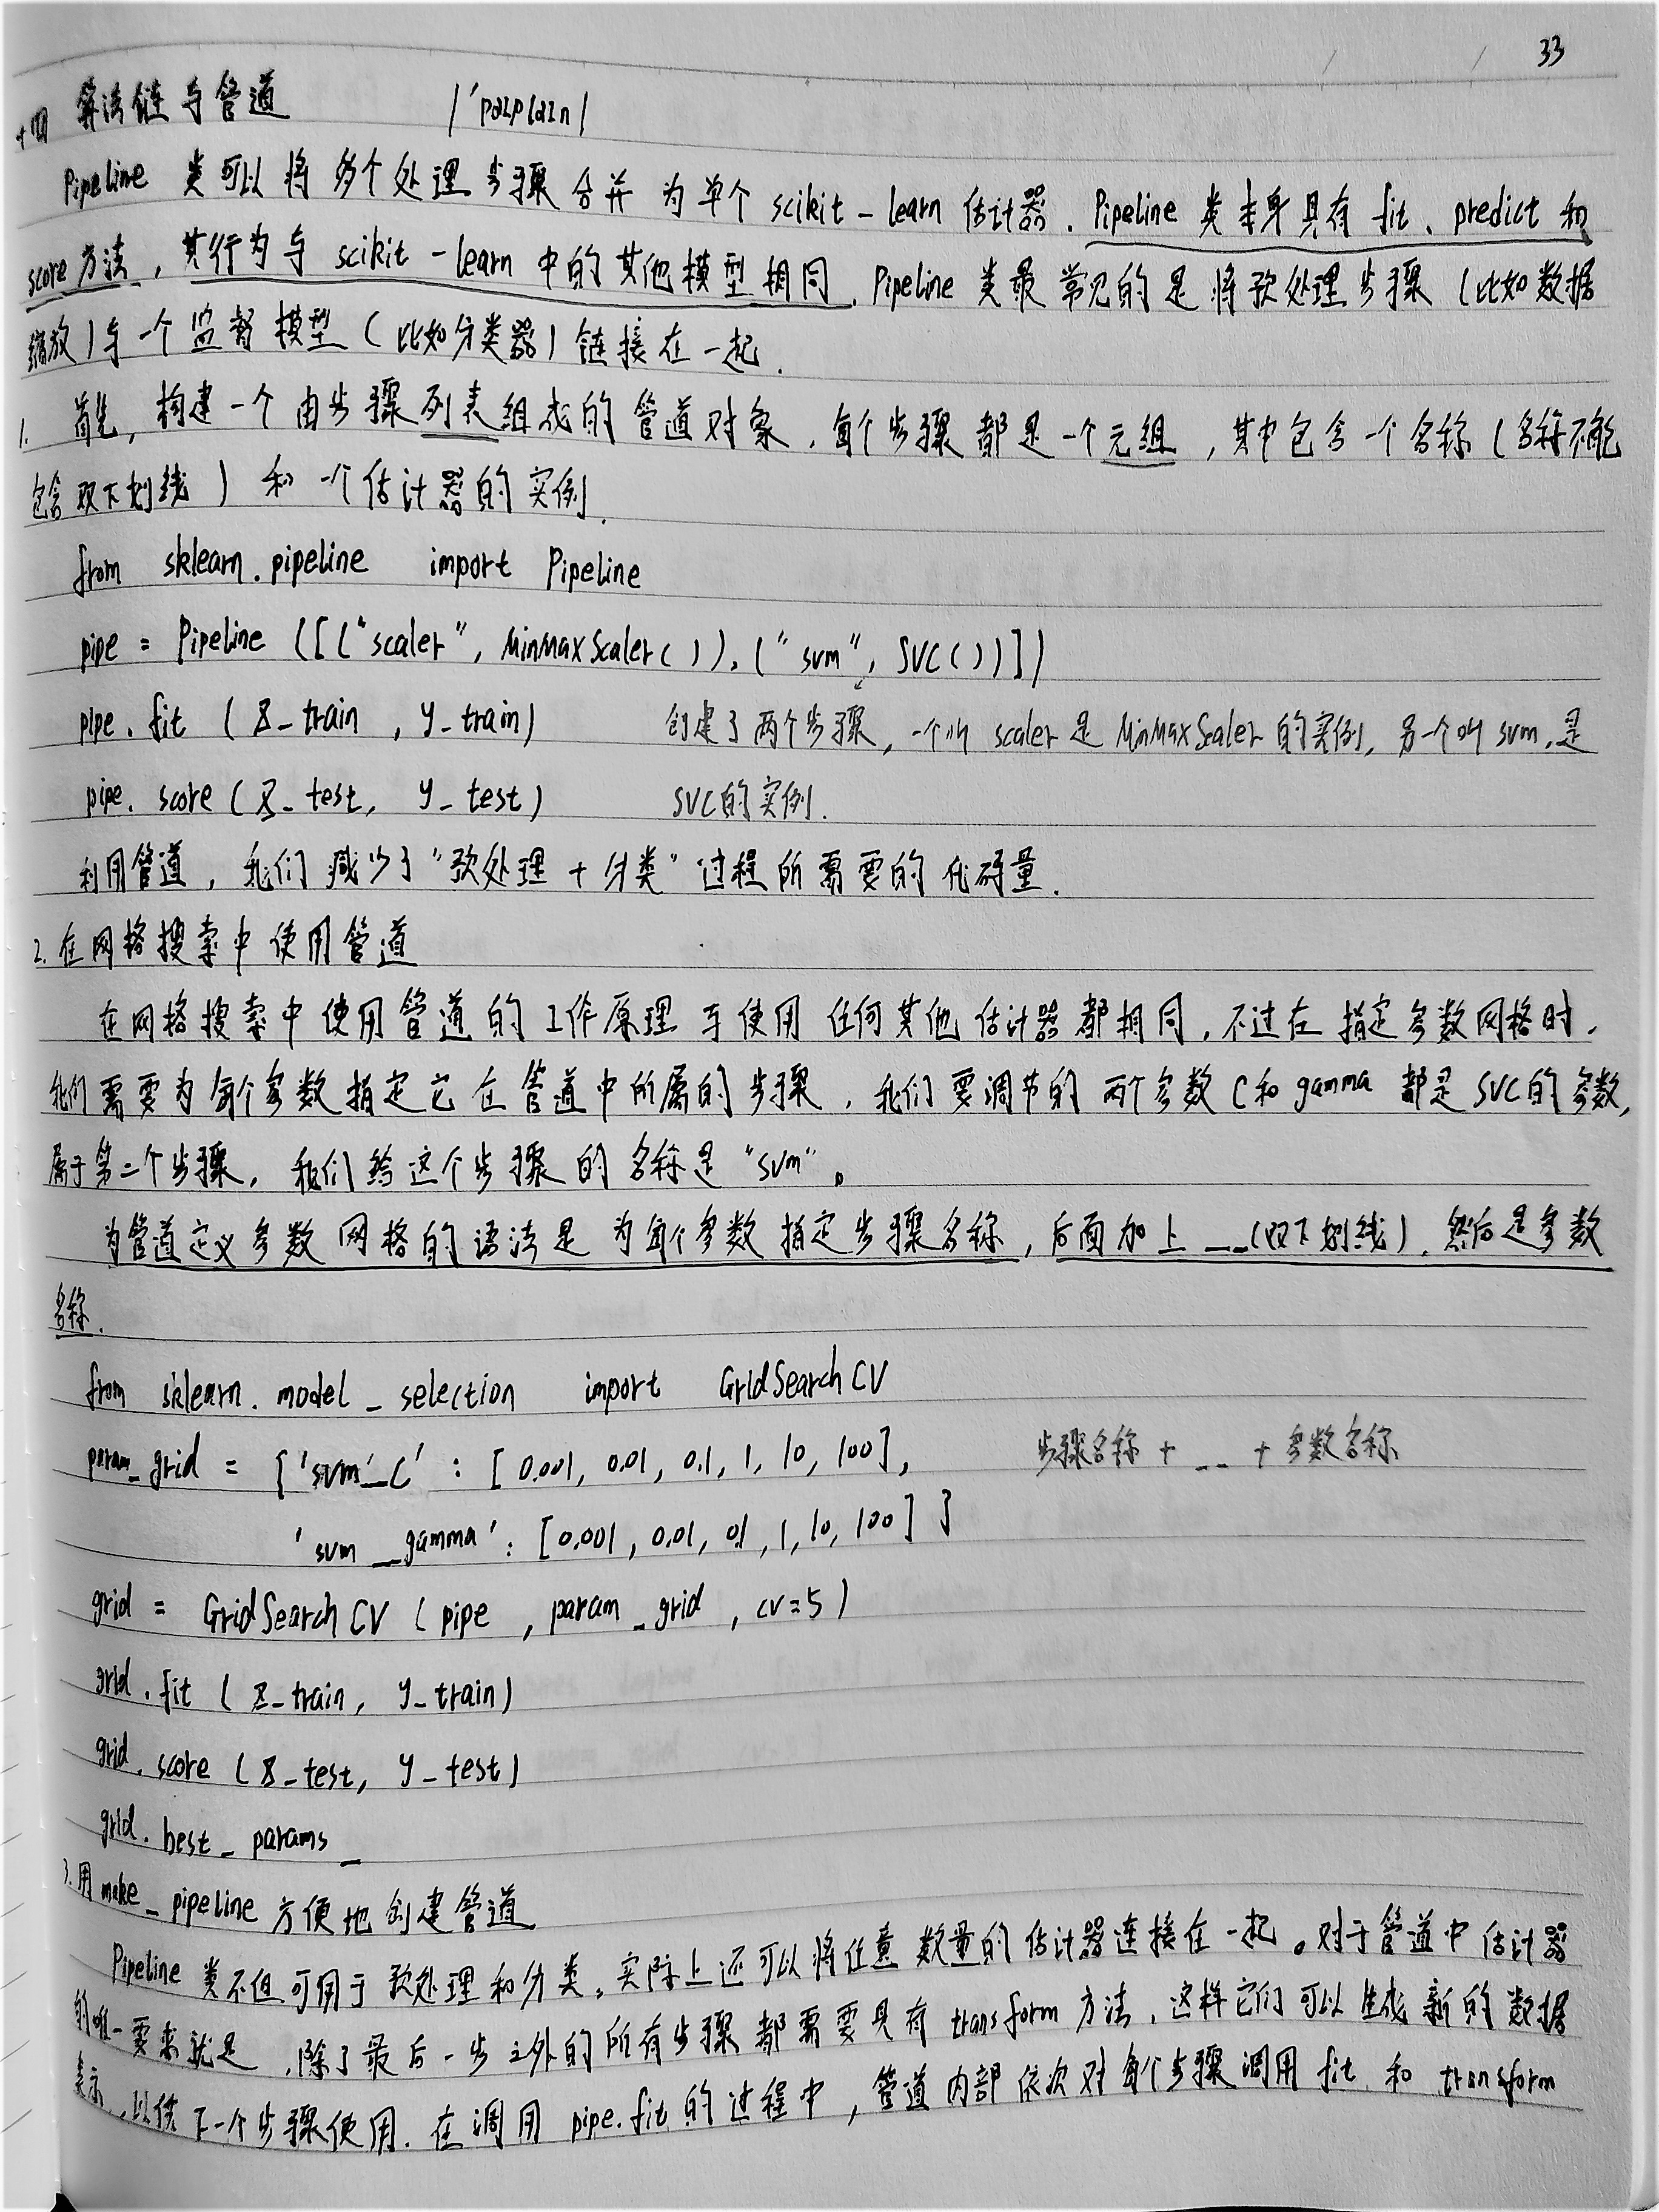 33
十四 算法链与管道 /'paɪplaɪn/
Pipeline 类可以将多个处理步骤合并为单个 scikit-learn 估计器. Pipeline 类本身具有 fit、predict 和
score 方法, 其行为与 scikit-learn 中的其他模型相同. Pipeline 类最常见的是将预处理步骤 (比如数据
缩放) 与一个监督模型 (比如分类器) 链接在一起.
1. 首先, 构建一个由步骤列表组成的管道对象. 每个步骤都是一个元组, 其中包含一个名称 (名称不能
包含双下划线) 和一个估计器的实例.
from sklearn.pipeline import Pipeline
pipe = Pipeline ([("scaler", MinMaxScaler()), ("svm", SVC())])
pipe.fit (X_train, y_train) 创建了两个步骤, 一个叫 scaler 是 MinMaxScaler 的实例, 另一个叫 svm, 是
pipe.score (X_test, y_test) SVC的实例.
利用管道, 我们减少了"预处理 + 分类"过程所需要的代码量.
2. 在网格搜索中使用管道
在网格搜索中使用管道的工作原理与使用任何其他估计器都相同. 不过在指定参数网格时,
我们需要为每个参数指定它在管道中所属的步骤. 我们要调节的两个参数 C和 gamma 都是 SVC的参数,
属于第二个步骤. 我们给这个步骤的名称是 "svm"。
为管道定义参数网格的语法是为每个参数指定步骤名称, 后面加上 __(双下划线), 然后是参数
名称.
from sklearn.model_selection import GridSearchCV
param_grid = {'svm__C' : [0.001, 0.01, 0.1, 1, 10, 100], 步骤名称 + __ + 参数名称
'svm__gamma' : [0.001, 0.01, 0.1, 1, 10, 100] }
grid = GridSearchCV (pipe, param_grid, cv=5)
grid.fit (X_train, y_train)
grid.score (X_test, y_test)
grid.best_params_
3. 用 make_pipeline 方便地创建管道
Pipeline 类不但可用于预处理和分类, 实际上还可以将任意数量的估计器连接在一起。对于管道中估计器
的唯一要求就是, 除了最后一步之外的所有步骤都需要具有 transform 方法, 这样它们可以生成新的数据
表示, 以供下一个步骤使用. 在调用 pipe.fit 的过程中, 管道内部依次对每个步骤调用 fit 和 transform